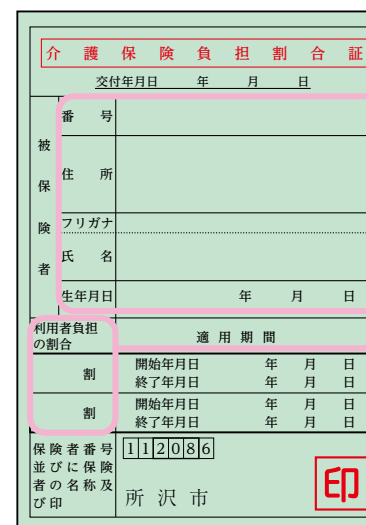 介護保険負担割合証
交付年月日 年 月 日
被保険者
番号
住所
フリガナ
氏名
生年月日 年 月 日
利用者負担
の割合
適用期間
割
開始年月日 年 月 日
終了年月日 年 月 日
割
開始年月日 年 月 日
終了年月日 年 月 日
保険者番号
並びに保険
者の名称及
び印
112086
所沢市
印